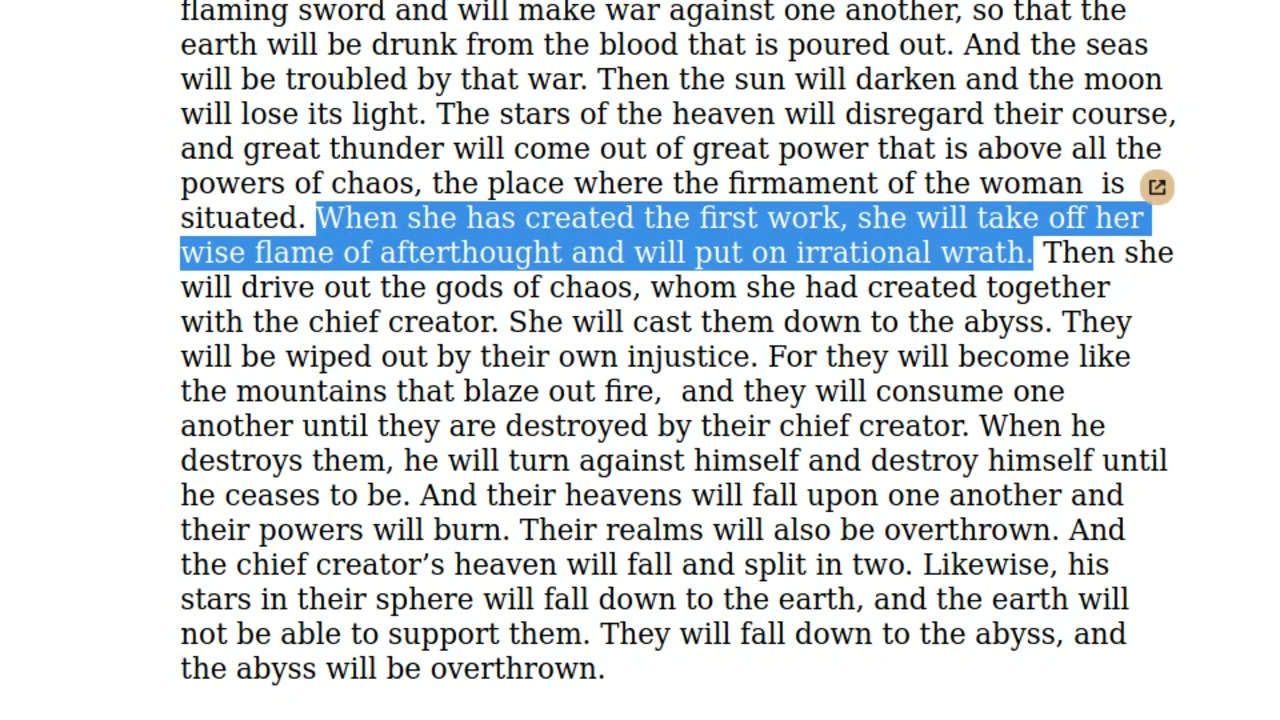 flaming sword and will make war against one another, so that the
earth will be drunk from the blood that is poured out. And the seas
will be troubled by that war. Then the sun will darken and the moon
will lose its light. The stars of the heaven will disregard their course,
and great thunder will come out of great power that is above all the
powers of chaos, the place where the firmament of the woman  is
situated. When she has created the first work, she will take off her
wise flame of afterthought and will put on irrational wrath. Then she
will drive out the gods of chaos, whom she had created together
with the chief creator. She will cast them down to the abyss. They
will be wiped out by their own injustice. For they will become like
the mountains that blaze out fire,  and they will consume one
another until they are destroyed by their chief creator. When he
destroys them, he will turn against himself and destroy himself until
he ceases to be. And their heavens will fall upon one another and
their powers will burn. Their realms will also be overthrown. And
the chief creator’s heaven will fall and split in two. Likewise, his
stars in their sphere will fall down to the earth, and the earth will
not be able to support them. They will fall down to the abyss, and
the abyss will be overthrown.